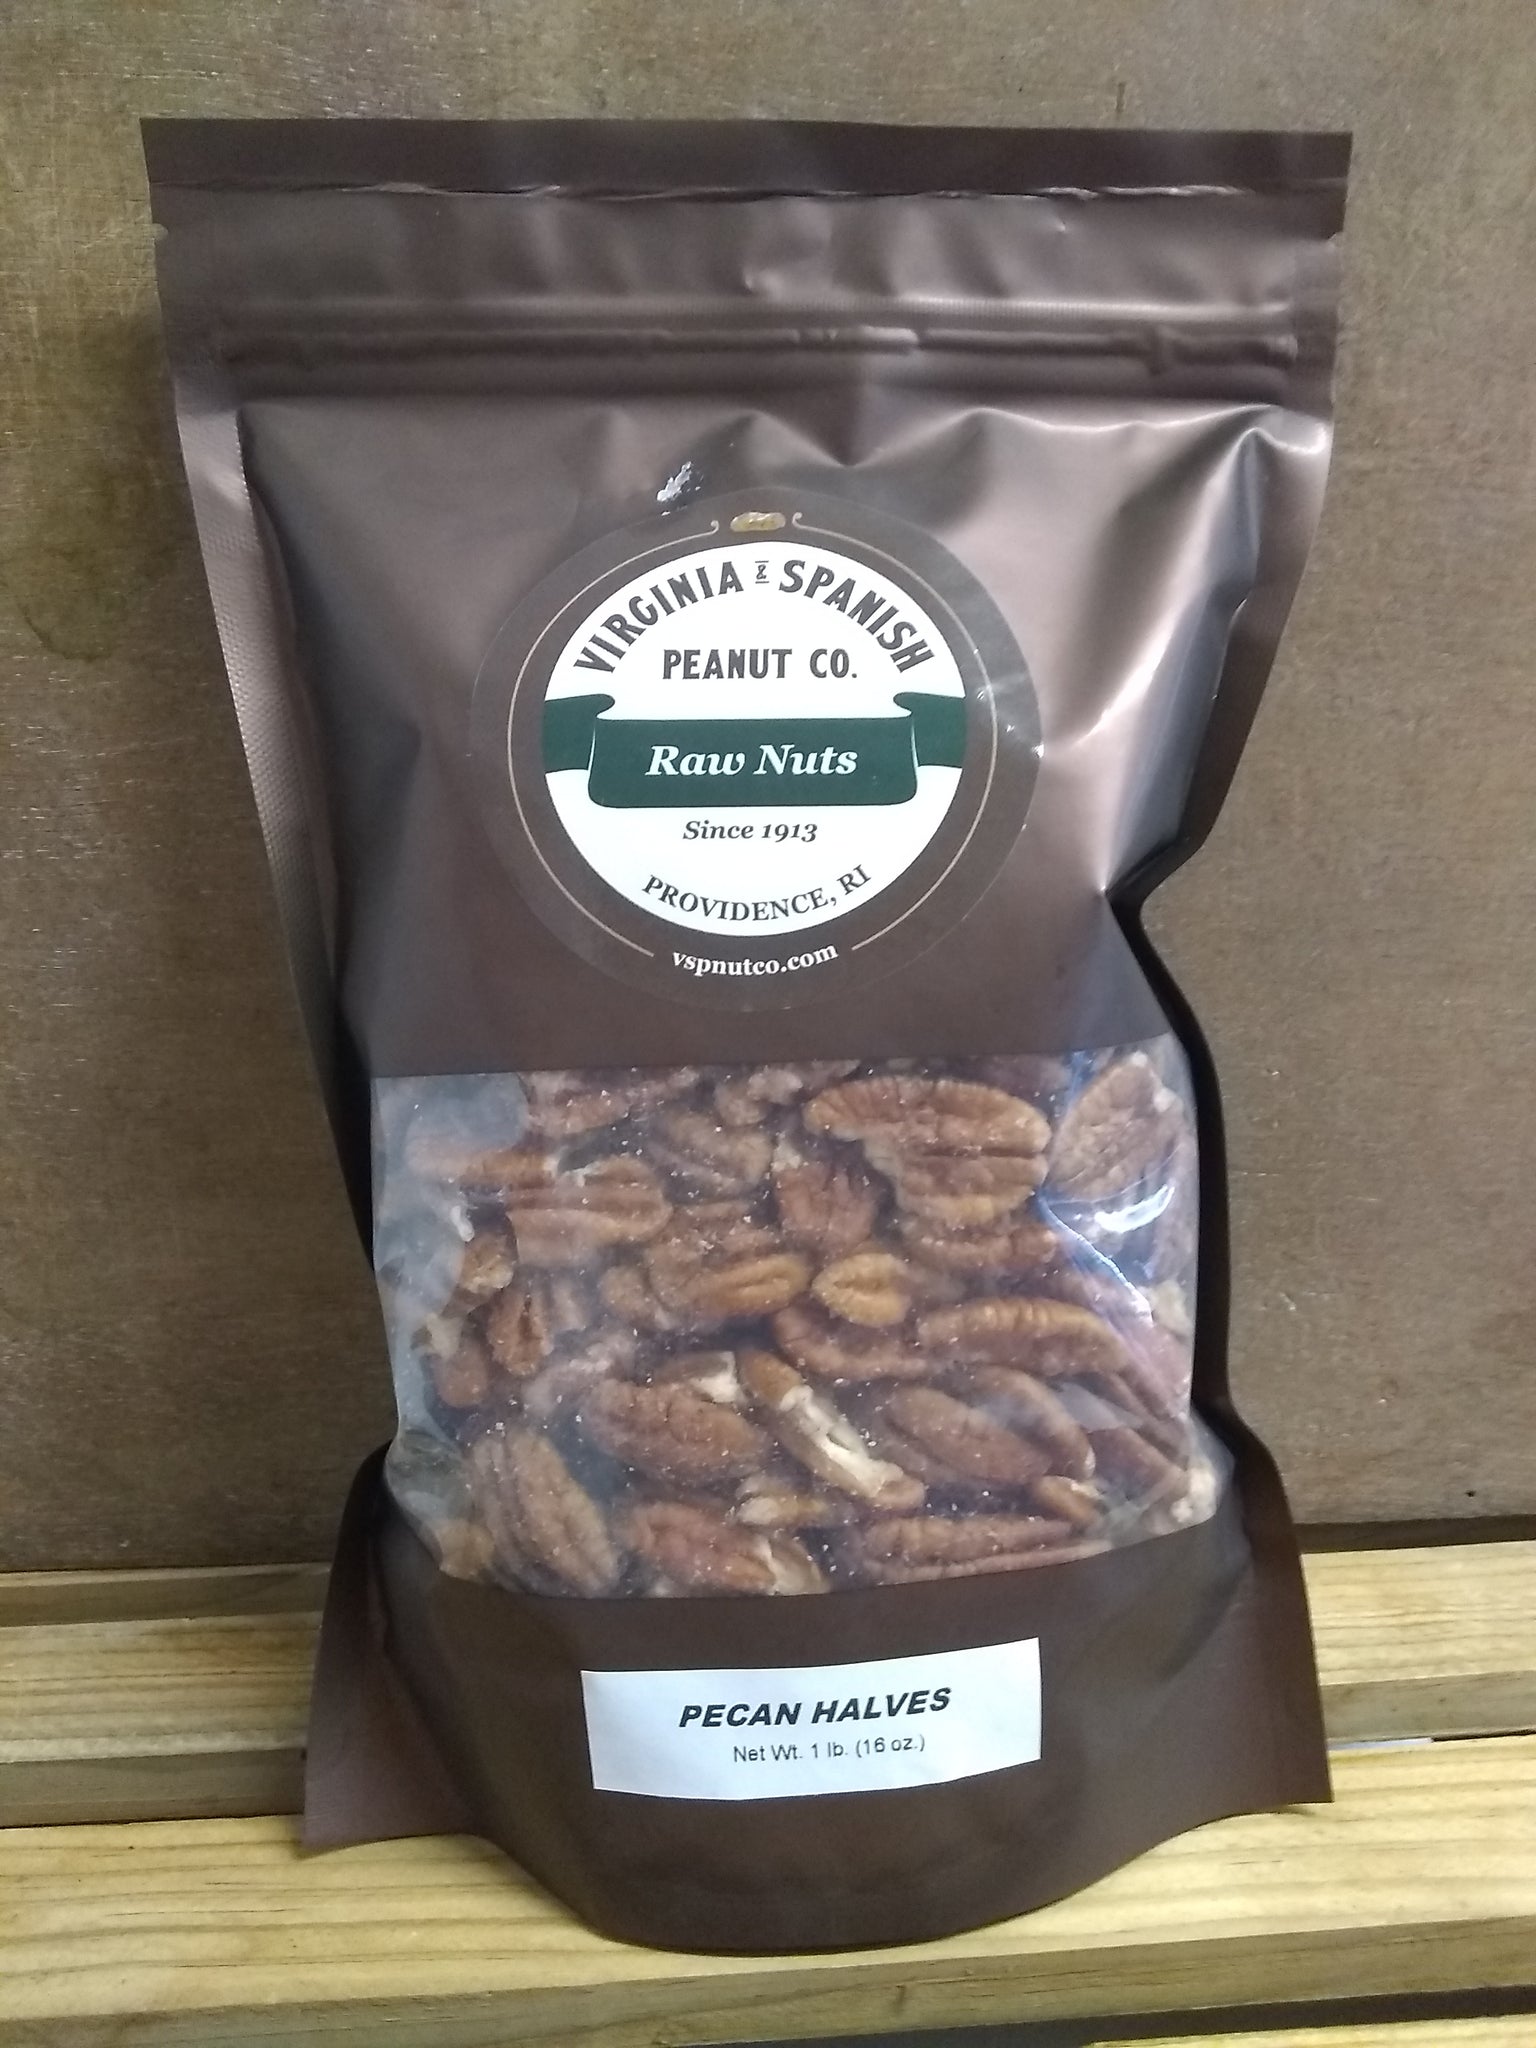 VIRGINIA & SPANISH
PEANUT CO.
Raw Nuts
Since 1913
PROVIDENCE, RI
vspnutco.com
PECAN HALVES
Net Wt. 1 lb. (16 oz.)